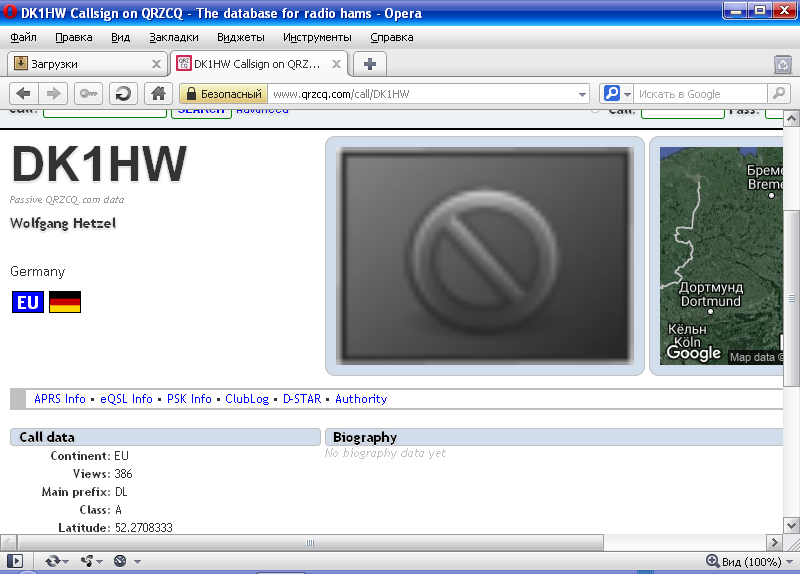 DK1HW Callsign on QRZCQ - The database for radio hams - Opera
Файл Правка Вид Закладки Виджеты Инструменты Справка
Загрузки
DK1HW Callsign on QRZ...
Безопасный www.qrzcq.com/call/DK1HW Искать в Google
Call: SEARCH Advanced Call: Pass:
DK1HW
Passive QRZCQ.com data
Wolfgang Hetzel
Germany
EU
Бреме
Breme
Дортмунд
Dortmund
Кёльн
Köln
Google Map data ©
APRS Info • eQSL Info • PSK Info • ClubLog • D-STAR • Authority
Call data
Continent: EU
Views: 386
Main prefix: DL
Class: A
Latitude: 52.2708333
Biography
No biography data yet
Вид (100%)